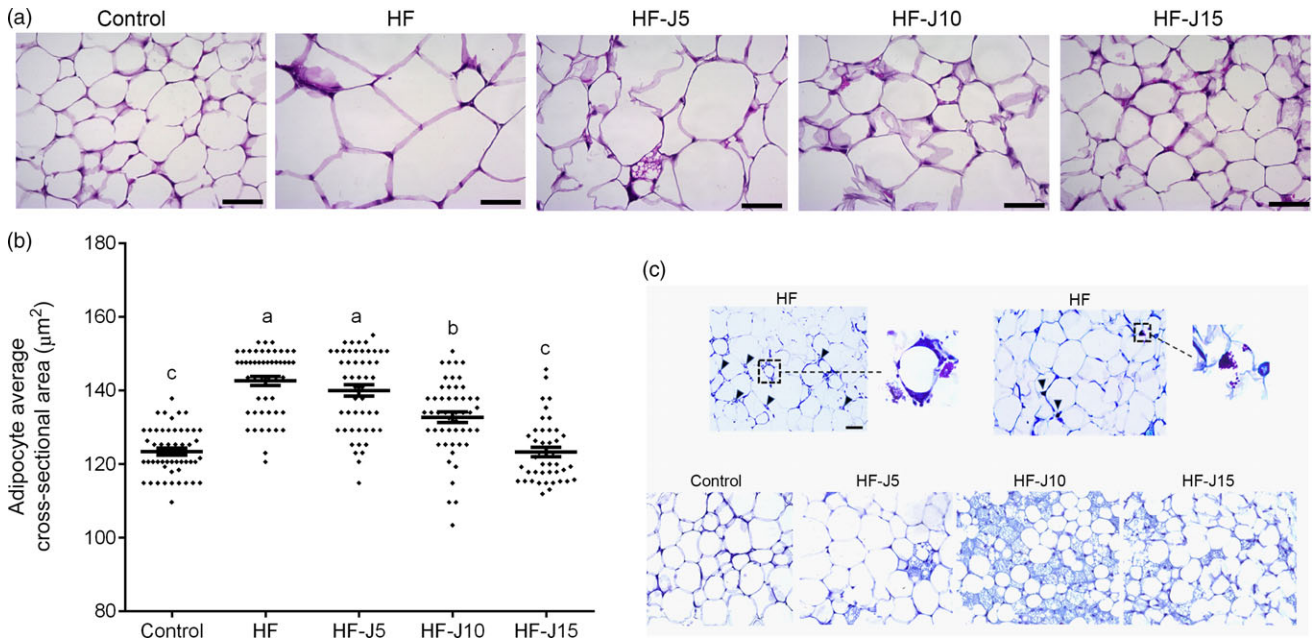 (a)
Control HF HF-J5 HF-J10 HF-J15
(b)
180
160
140
120
100
80
Adipocyte average
cross-sectional area (μm²)
c a a b c
Control HF HF-J5 HF-J10 HF-J15
(c)
HF HF
Control HF-J5 HF-J10 HF-J15